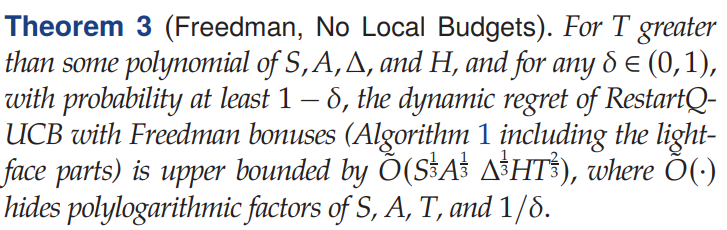 Theorem 3 (Freedman, No Local Budgets). For T greater
than some polynomial of S, A, Δ, and H, and for any δ ∈ (0, 1),
with probability at least 1 − δ, the dynamic regret of RestartQ-
UCB with Freedman bonuses (Algorithm 1 including the light-
face parts) is upper bounded by Õ(S^{1/3}A^{1/3} Δ^{1/3}HT^{2/3}), where Õ(·)
hides polylogarithmic factors of S, A, T, and 1/δ.